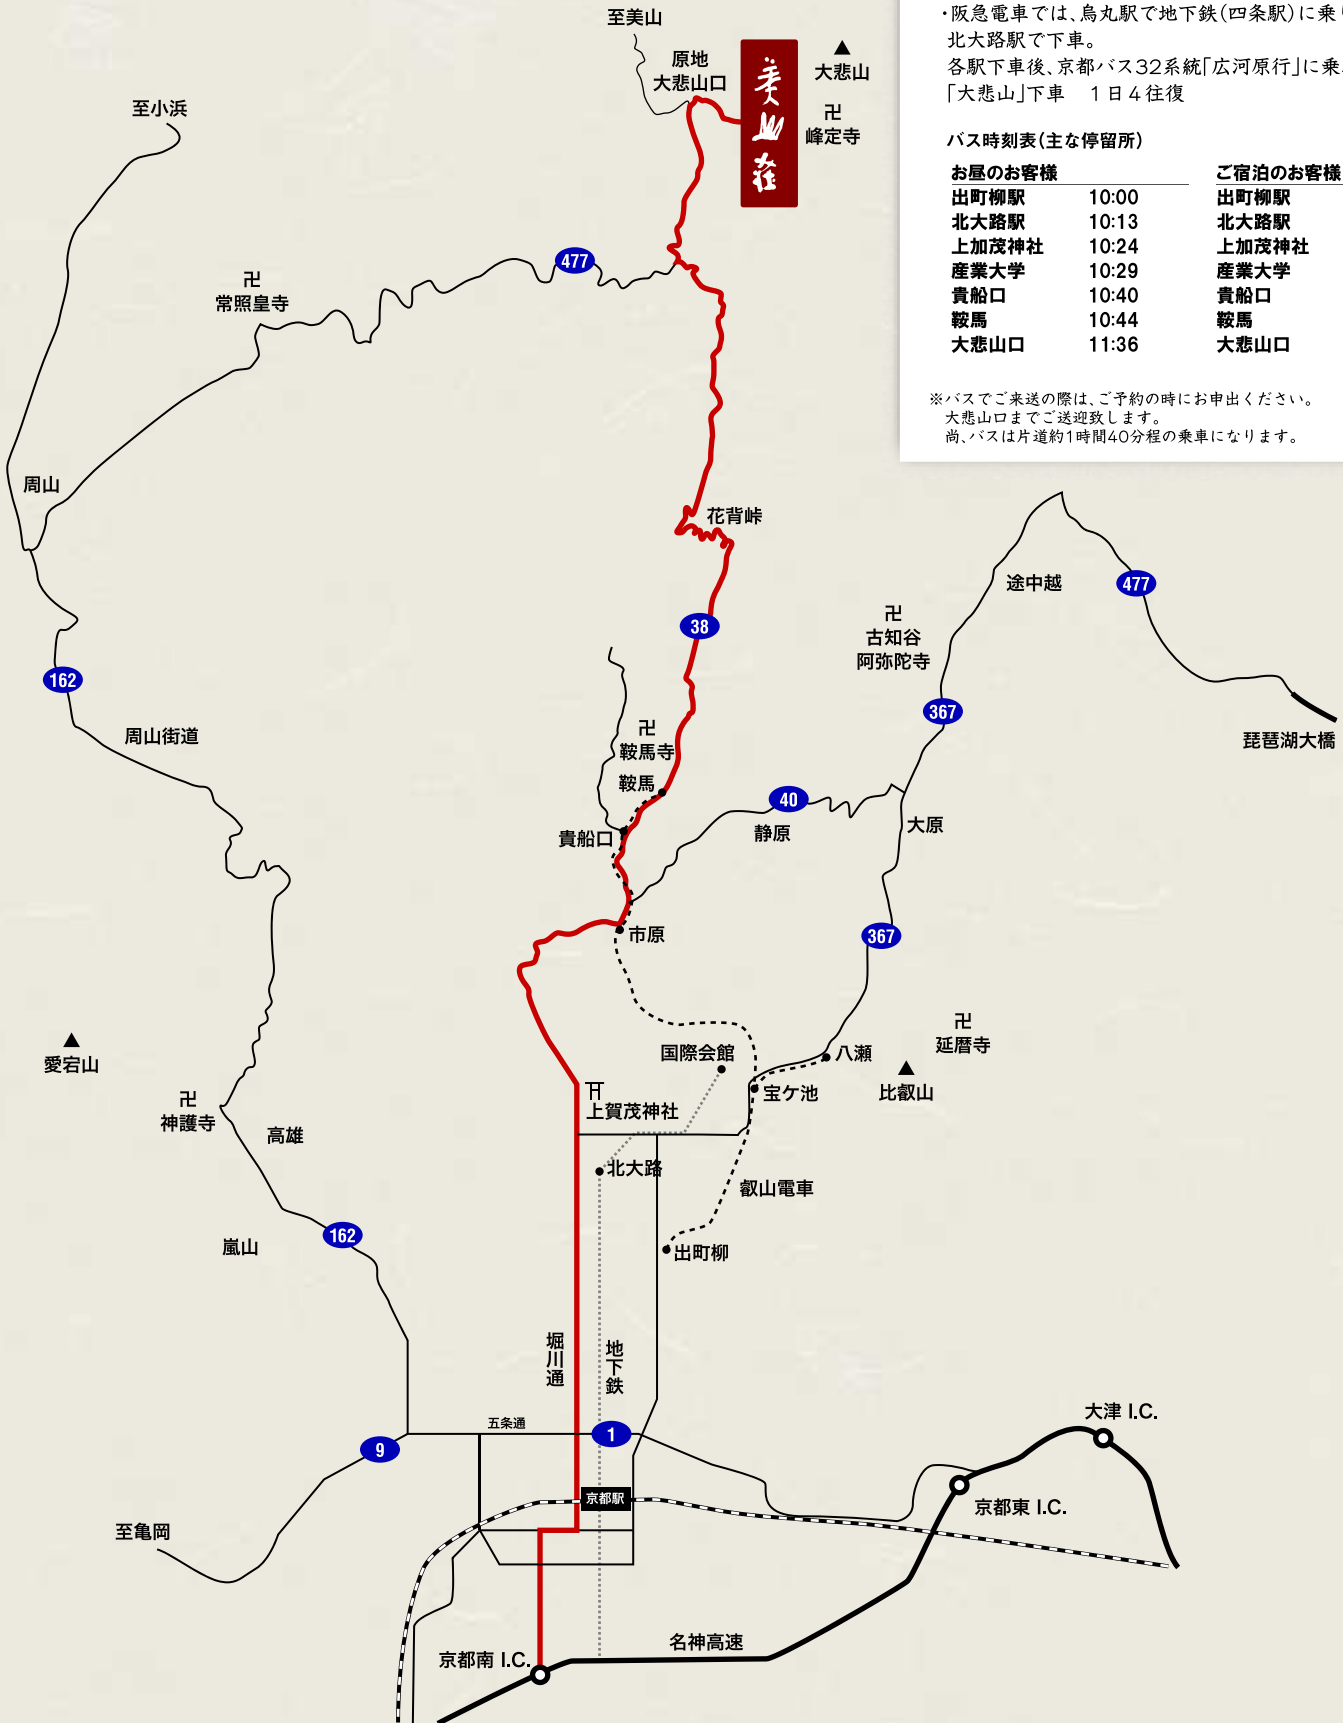 ・阪急電車では、烏丸駅で地下鉄(四条駅)に乗り
北大路駅で下車。
各駅下車後、京都バス32系統「広河原行」に乗
「大悲山」下車　1日4往復
バス時刻表(主な停留所)
お昼のお客様　ご宿泊のお客様
出町柳駅　10:00　出町柳駅
北大路駅　10:13　北大路駅
上加茂神社　10:24　上加茂神社
産業大学　10:29　産業大学
貴船口　10:40　貴船口
鞍馬　10:44　鞍馬
大悲山口　11:36　大悲山口
※バスでご来送の際は、ご予約の時にお申出ください。
大悲山口までご送迎致します。
尚、バスは片道約1時間40分程の乗車になります。
至美山
原地
大悲山口
美山荘
大悲山
卍
峰定寺
至小浜
477
卍
常照皇寺
周山
花背峠
途中越
477
38
卍
古知谷
阿弥陀寺
162
367
周山街道
卍
鞍馬寺
琵琶湖大橋
鞍馬
40
貴船口
静原
大原
市原
367
愛宕山
国際会館
八瀬
卍
延暦寺
比叡山
宝ケ池
卍
神護寺
上賀茂神社
高雄
北大路
叡山電車
162
嵐山
出町柳
堀川通
地下鉄
大津 I.C.
五条通
1
9
京都駅
京都東 I.C.
至亀岡
名神高速
京都南 I.C.